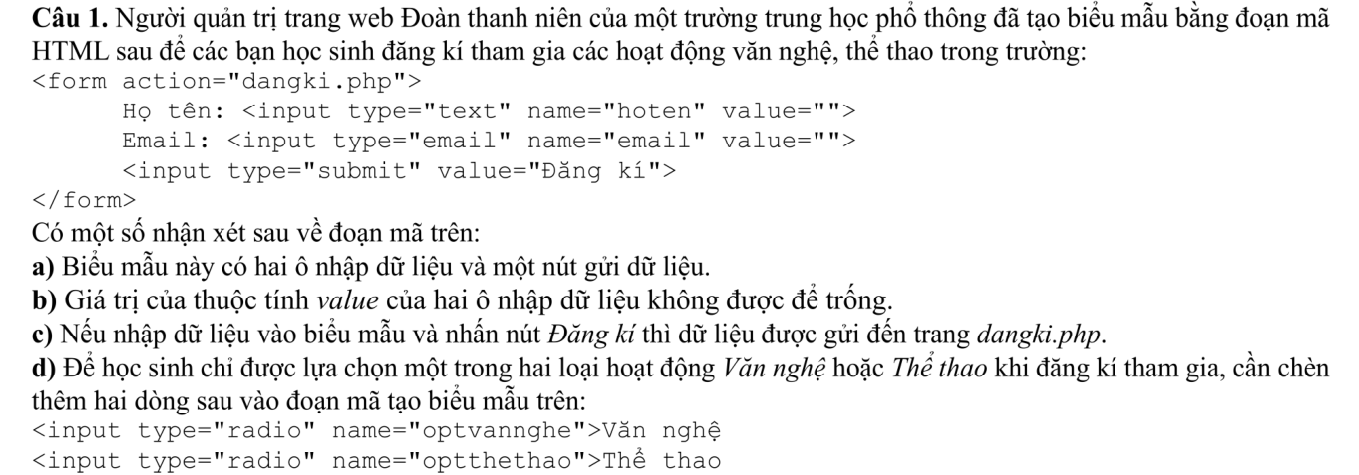 Câu 1. Người quản trị trang web Đoàn thanh niên của một trường trung học phổ thông đã tạo biểu mẫu bằng đoạn mã
HTML sau để các bạn học sinh đăng kí tham gia các hoạt động văn nghệ, thể thao trong trường:
<form action="dangki.php">
Họ tên: <input type="text" name="hoten" value="">
Email: <input type="email" name="email" value="">
<input type="submit" value="Đăng kí">
</form>
Có một số nhận xét sau về đoạn mã trên:
a) Biểu mẫu này có hai ô nhập dữ liệu và một nút gửi dữ liệu.
b) Giá trị của thuộc tính value của hai ô nhập dữ liệu không được để trống.
c) Nếu nhập dữ liệu vào biểu mẫu và nhấn nút Đăng kí thì dữ liệu được gửi đến trang dangki.php.
d) Để học sinh chỉ được lựa chọn một trong hai loại hoạt động Văn nghệ hoặc Thể thao khi đăng kí tham gia, cần chèn
thêm hai dòng sau vào đoạn mã tạo biểu mẫu trên:
<input type="radio" name="optvannghe">Văn nghệ
<input type="radio" name="optthethao">Thể thao